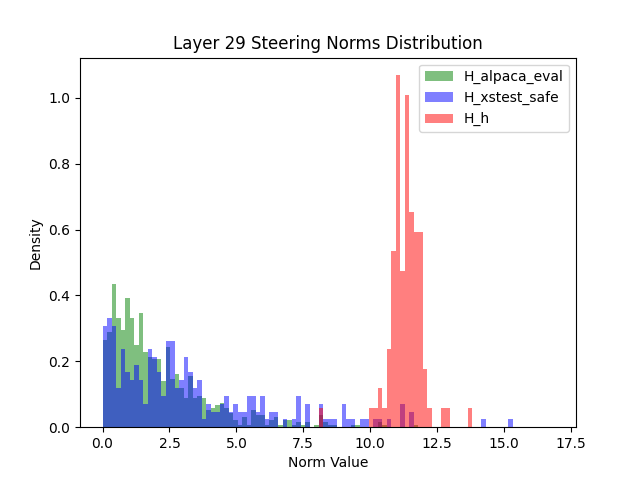 Layer 29 Steering Norms Distribution
H_alpaca_eval
H_xstest_safe
H_h
Density
1.0
0.8
0.6
0.4
0.2
0.0
0.0 2.5 5.0 7.5 10.0 12.5 15.0 17.5
Norm Value